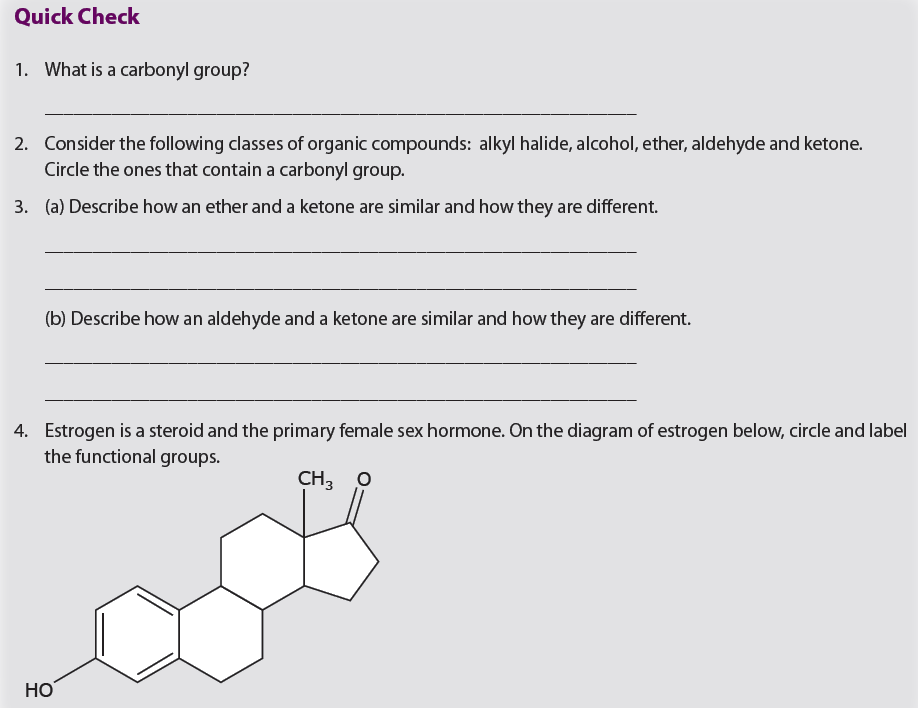 Quick Check
1. What is a carbonyl group?
2. Consider the following classes of organic compounds: alkyl halide, alcohol, ether, aldehyde and ketone.
Circle the ones that contain a carbonyl group.
3. (a) Describe how an ether and a ketone are similar and how they are different.
(b) Describe how an aldehyde and a ketone are similar and how they are different.
4. Estrogen is a steroid and the primary female sex hormone. On the diagram of estrogen below, circle and label
the functional groups.
CH₃ O
HO